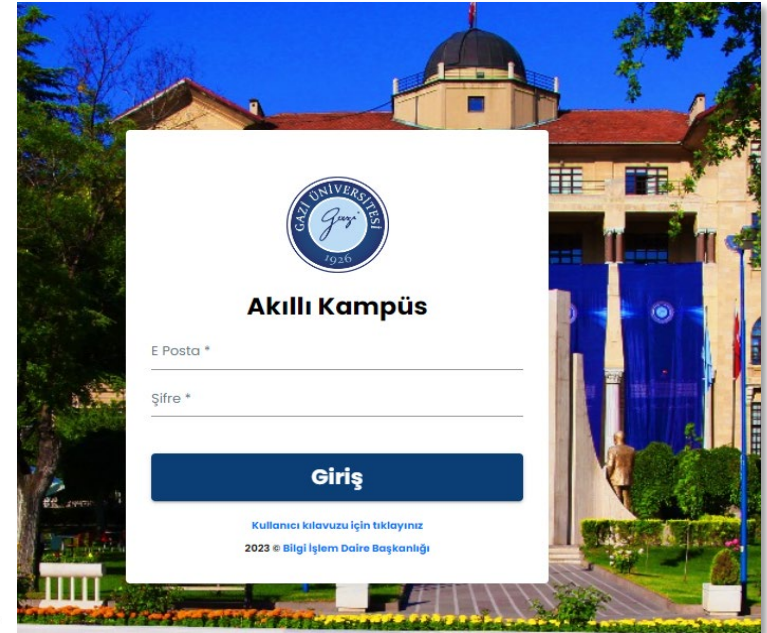 GAZİ ÜNİVERSİTESİ
Gazi
1926
Akıllı Kampüs
E Posta *
Şifre *
Giriş
Kullanıcı kılavuzu için tıklayınız
2023 © Bilgi İşlem Daire Başkanlığı